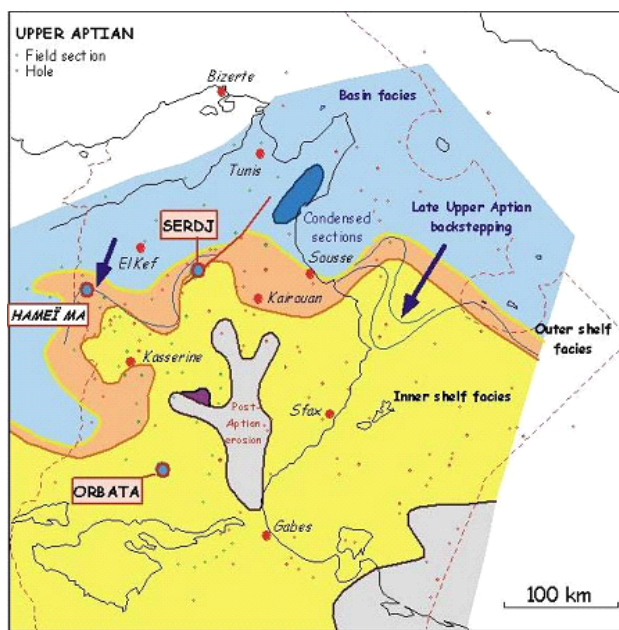 UPPER APTIAN
Field section
Hole
Bizerte
Basin facies
Tunis
SERDJ
Condensed
sections
Late Upper Aptian
backstepping
El Kef
Sousse
HAMEÏ MA
Kairouan
Outer shelf
facies
Kasserine
Inner shelf facies
Post-
Aptian
erosion
Sfax
ORBATA
Gabes
100 km